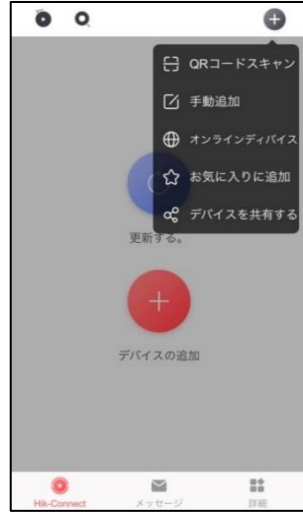 QRコードスキャン
手動追加
オンラインディバイス
お気に入りに追加
デバイスを共有する
更新する。
デバイスの追加
Hik-Connect
メッセージ
詳細